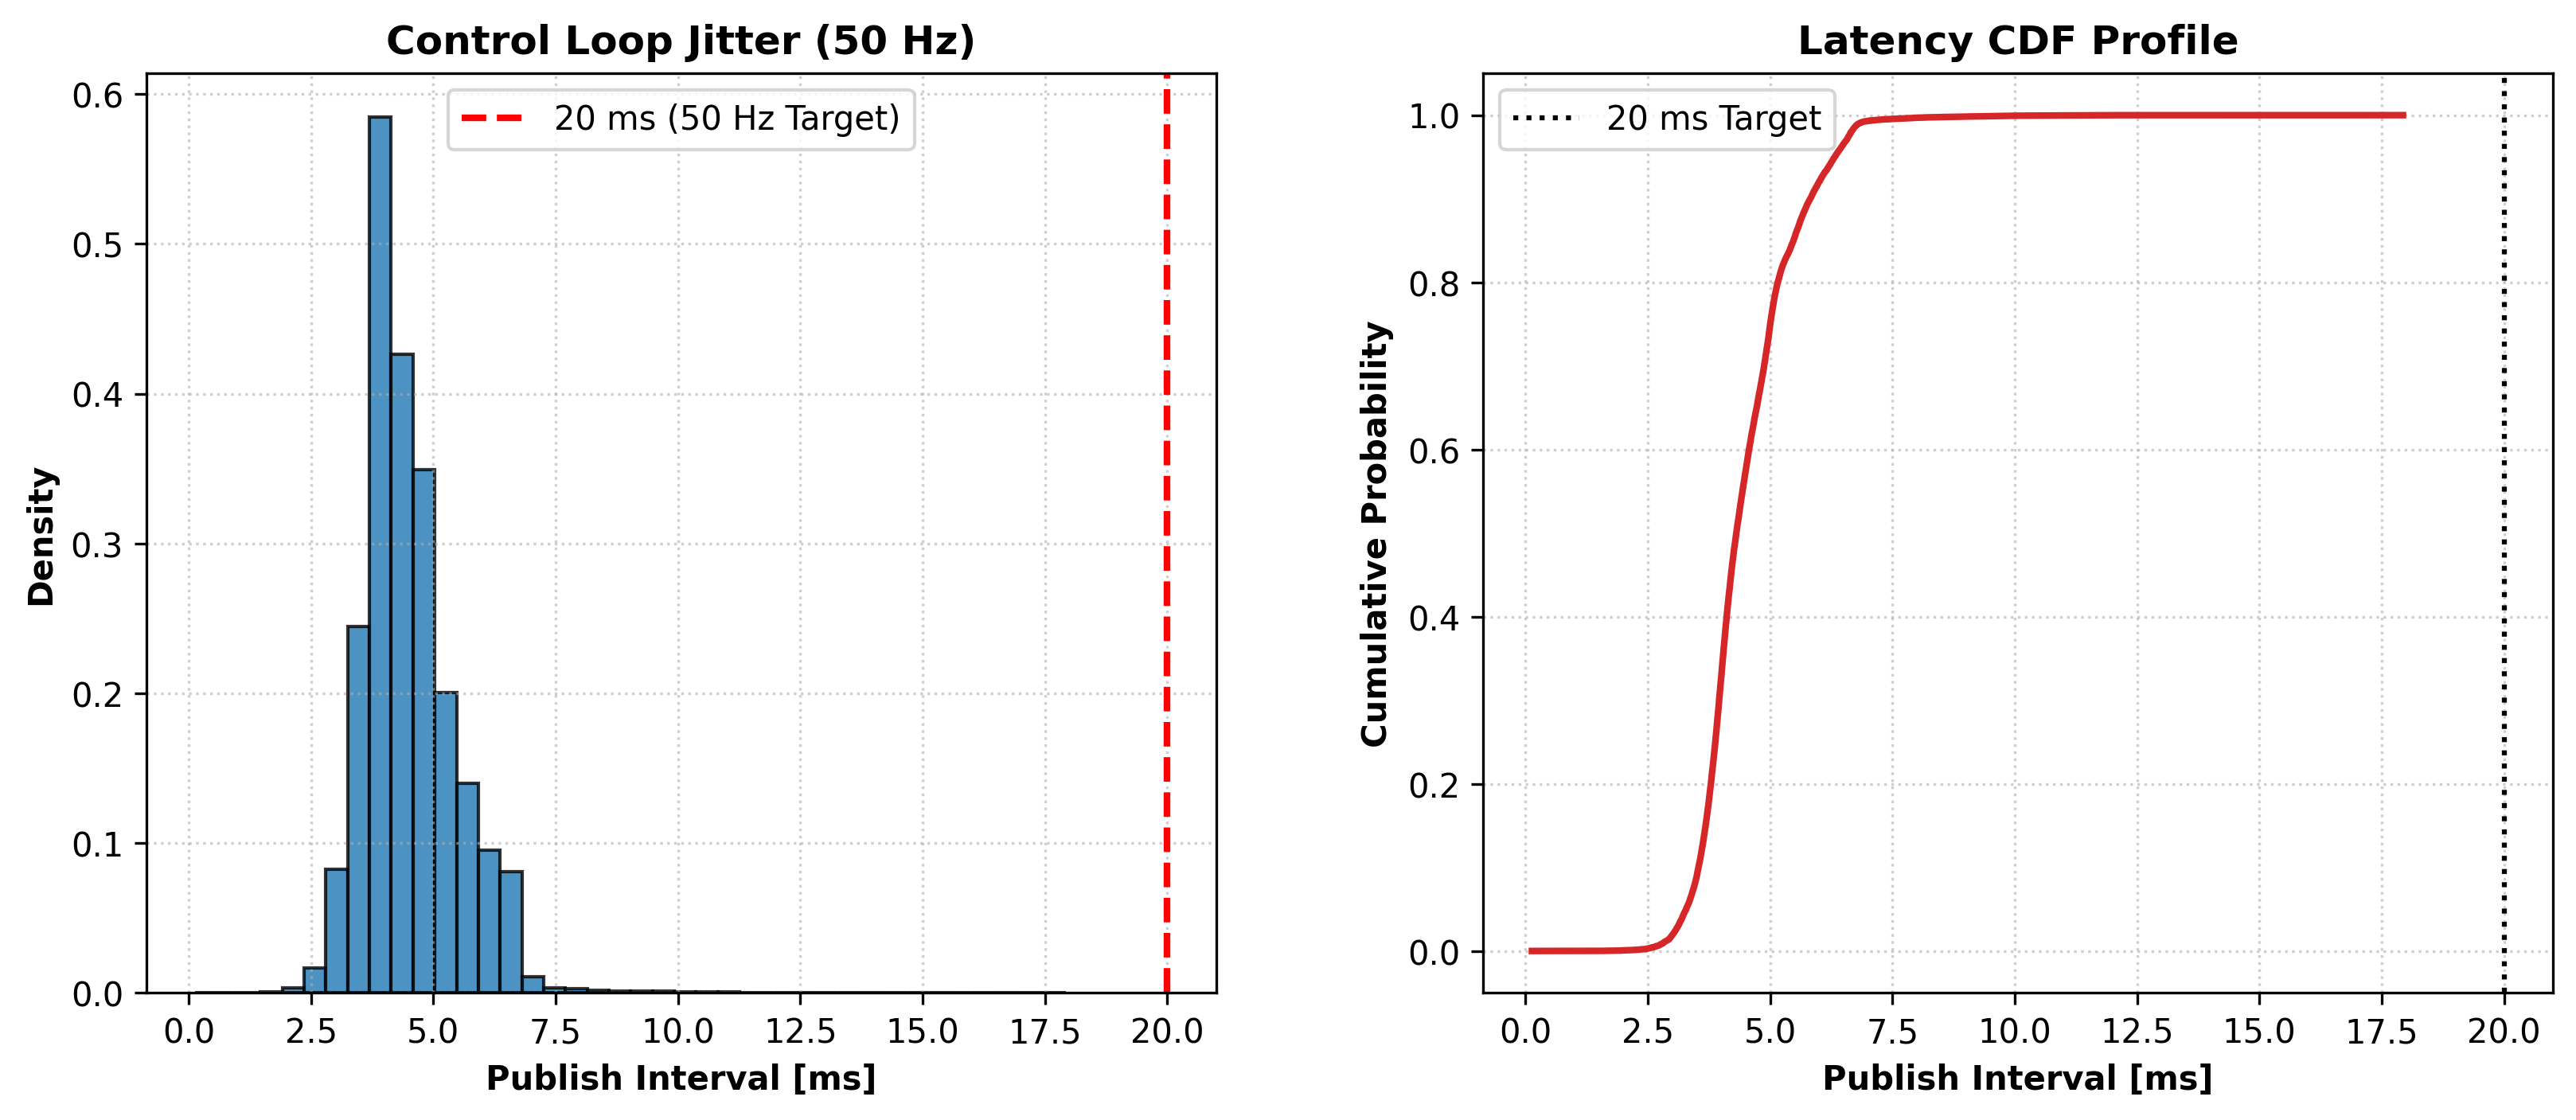 Control Loop Jitter (50 Hz)
20 ms (50 Hz Target)
Density
0.6
0.5
0.4
0.3
0.2
0.1
0.0
0.0 2.5 5.0 7.5 10.0 12.5 15.0 17.5 20.0
Publish Interval [ms]
Latency CDF Profile
20 ms Target
Cumulative Probability
1.0
0.8
0.6
0.4
0.2
0.0
0.0 2.5 5.0 7.5 10.0 12.5 15.0 17.5 20.0
Publish Interval [ms]